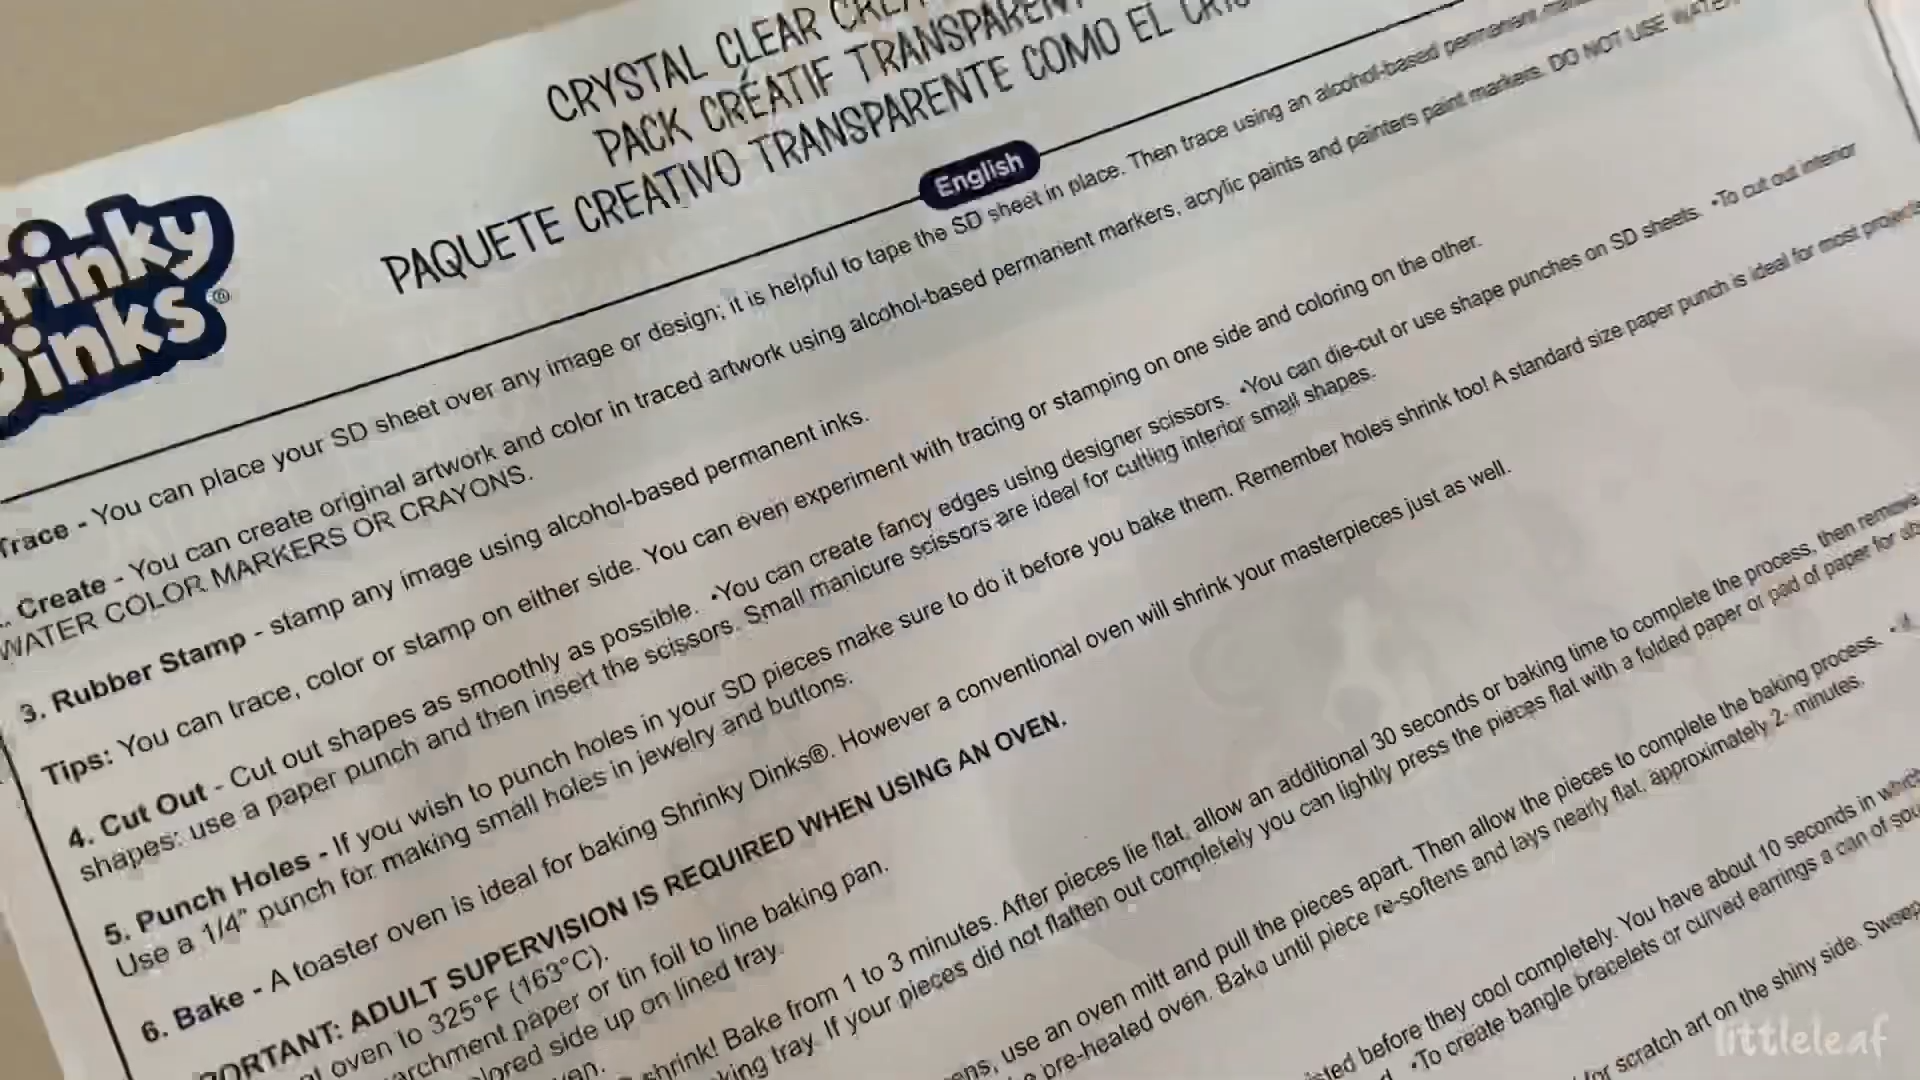 CRYSTAL CLEAR
PACK CRÉATIF TRANSPARENT
PAQUETE CREATIVO TRANSPARENTE COMO EL
rinky
Dinks®
English
Trace - You can place your SD sheet over any image or design; it is helpful to tape the SD sheet in place. Then trace using an alcohol-based permanent
Create - You can create original artwork and color in traced artwork using alcohol-based permanent markers, acrylic paints and painters paint markers. DO NOT USE WATER
WATER COLOR MARKERS OR CRAYONS.
3. Rubber Stamp - stamp any image using alcohol-based permanent inks.
Tips: You can trace, color or stamp on either side. You can even experiment with tracing or stamping on one side and coloring on the other.
4. Cut Out - Cut out shapes as smoothly as possible. •You can create fancy edges using designer scissors. •You can die-cut or use shape punches on SD sheets. •To cut out interior
shapes: use a paper punch and then insert the scissors. Small manicure scissors are ideal for cutting interior small shapes.
5. Punch Holes - If you wish to punch holes in your SD pieces make sure to do it before you bake them. Remember holes shrink too! A standard size paper punch is ideal for most projects
Use a 1/4" punch for making small holes in jewelry and buttons.
6. Bake - A toaster oven is ideal for baking Shrinky Dinks®. However a conventional oven will shrink your masterpieces just as well.
PORTANT: ADULT SUPERVISION IS REQUIRED WHEN USING AN OVEN.
oven to 325°F (163°C).
archment paper or tin foil to line baking pan.
lored side up on lined tray.
shrink! Bake from 1 to 3 minutes. After pieces lie flat, allow an additional 30 seconds or baking time to complete the process, then remove
king tray. If your pieces did not flatten out completely you can lightly press the pieces flat with a folded paper or pad of paper for
ens, use an oven mitt and pull the pieces apart. Then allow the pieces to complete the baking process.
pre-heated oven. Bake until piece re-softens and lays nearly flat, approximately 2- minutes.
isted before they cool completely. You have about 10 seconds in which
•To create bangle bracelets or curved earrings a can of
/or scratch art on the shiny side.
littleleaf